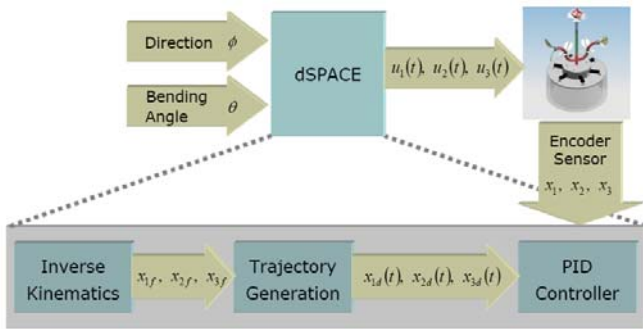 Direction ϕ
dSPACE
u₁(t), u₂(t), u₃(t)
Bending
Angle θ
Encoder
Sensor
x₁, x₂, x₃
Inverse
Kinematics
x₁f, x₂f, x₃f
Trajectory
Generation
x₁d(t), x₂d(t), x₃d(t)
PID
Controller